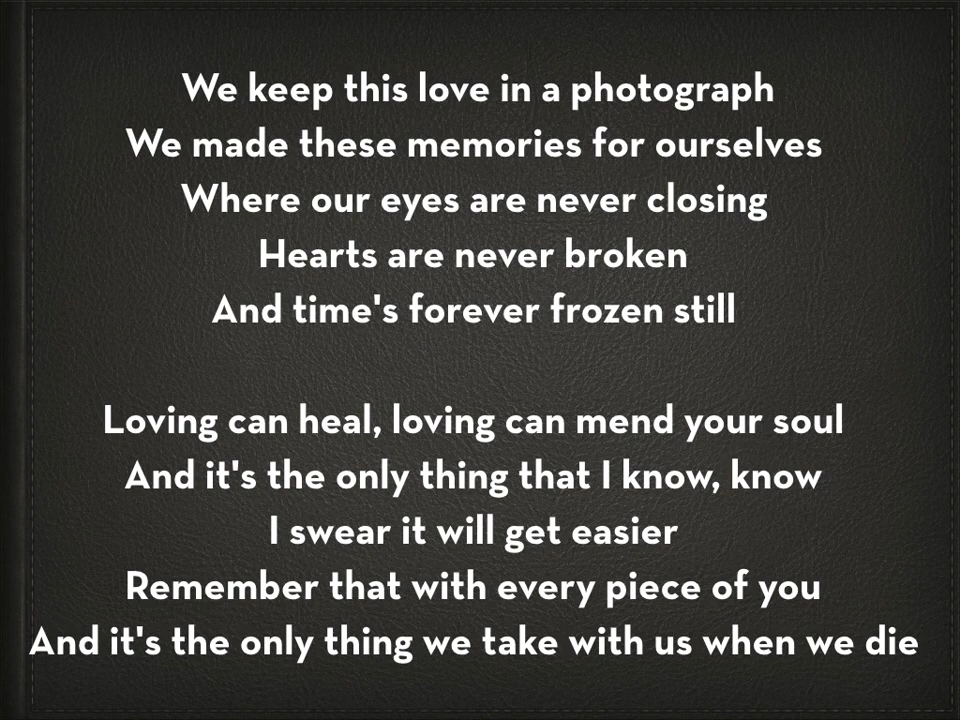 We keep this love in a photograph
We made these memories for ourselves
Where our eyes are never closing
Hearts are never broken
And time's forever frozen still
Loving can heal, loving can mend your soul
And it's the only thing that I know, know
I swear it will get easier
Remember that with every piece of you
And it's the only thing we take with us when we die